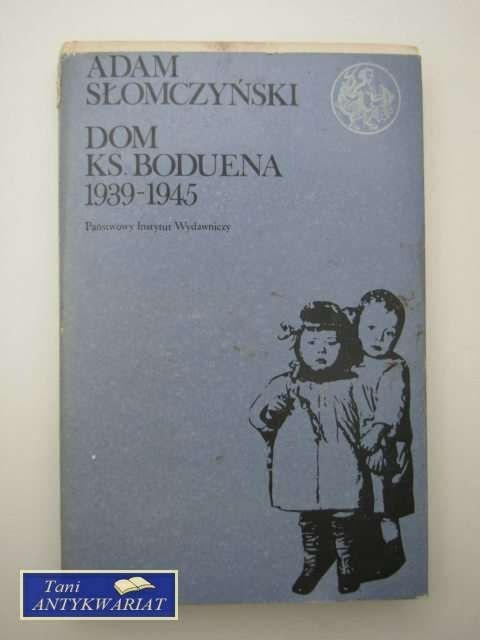 ADAM
SŁOMCZYŃSKI
DOM
KS. BODUENA
1939-1945
Państwowy Instytut Wydawniczy
Tani
ANTYKWARIAT